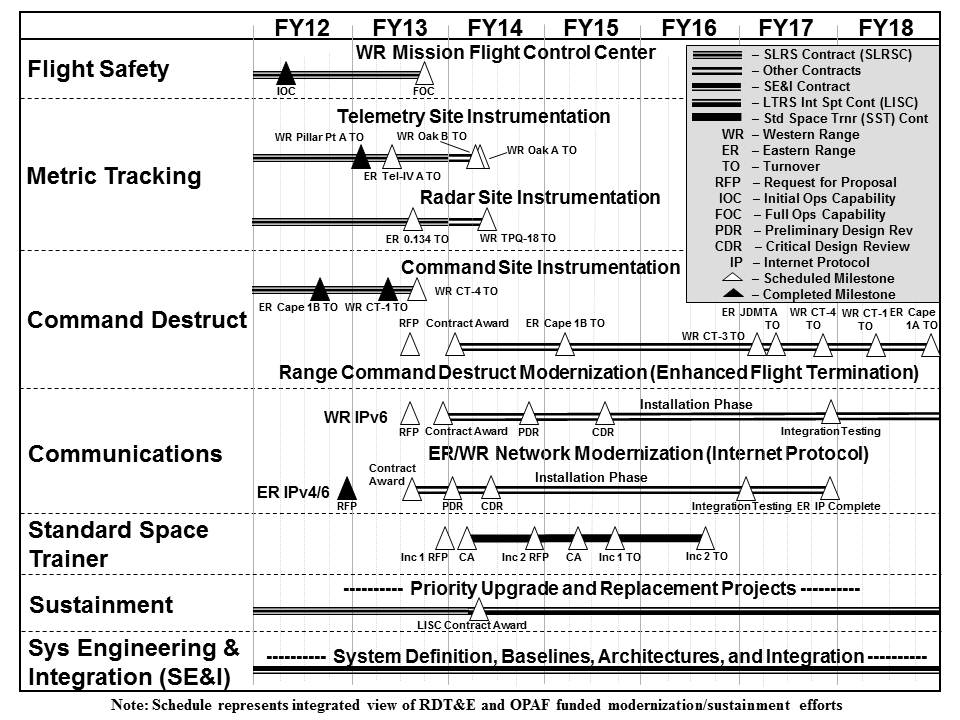 FY12 FY13 FY14 FY15 FY16 FY17 FY18
Flight Safety
WR Mission Flight Control Center
IOC FOC
– SLRS Contract (SLRSC)
– Other Contracts
– SE&I Contract
– LTRS Int Spt Cont (LISC)
– Std Space Trnr (SST) Cont
WR – Western Range
ER – Eastern Range
TO – Turnover
RFP – Request for Proposal
IOC – Initial Ops Capability
FOC – Full Ops Capability
PDR – Preliminary Design Rev
CDR – Critical Design Review
IP – Internet Protocol
– Scheduled Milestone
– Completed Milestone
Metric Tracking
Telemetry Site Instrumentation
WR Pillar Pt A TO WR Oak B TO
WR Oak A TO
ER Tel-IV A TO
Radar Site Instrumentation
ER 0.134 TO WR TPQ-18 TO
Command Destruct
Command Site Instrumentation
WR CT-4 TO
ER Cape 1B TO WR CT-1 TO
RFP Contract Award ER Cape 1B TO
WR CT-3 TO
ER JDMTA
TO
WR CT-4
TO
WR CT-1
TO
ER Cape
1A TO
Range Command Destruct Modernization (Enhanced Flight Termination)
Communications
WR IPv6
Installation Phase
RFP Contract Award PDR CDR Integration Testing
ER/WR Network Modernization (Internet Protocol)
Contract
Award
Installation Phase
ER IPv4/6
RFP PDR CDR Integration Testing ER IP Complete
Standard Space
Trainer
Inc 1 RFP CA Inc 2 RFP CA Inc 1 TO Inc 2 TO
Sustainment
---------- Priority Upgrade and Replacement Projects ----------
LISC Contract Award
Sys Engineering &
Integration (SE&I)
---------- System Definition, Baselines, Architectures, and Integration ----------
Note: Schedule represents integrated view of RDT&E and OPAF funded modernization/sustainment efforts